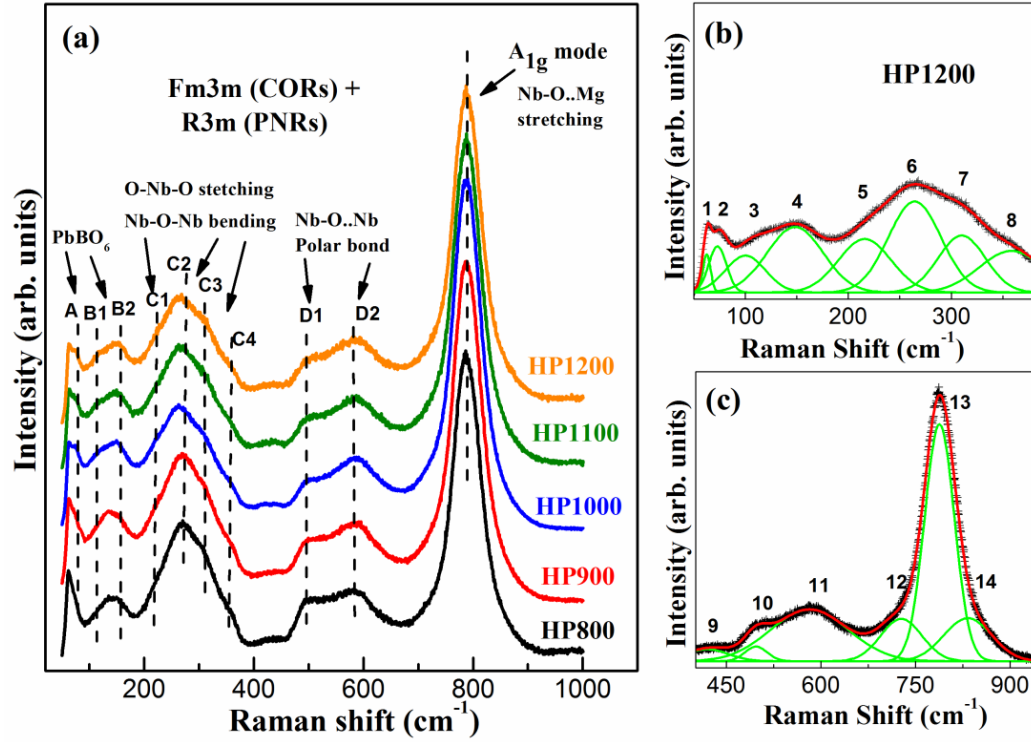 (a)
Fm3m (CORs) +
R3m (PNRs)
A1g mode
Nb-O..Mg
stretching
O-Nb-O stetching
Nb-O-Nb bending
Nb-O..Nb
Polar bond
PbBO6
A
B1
B2
C1
C2
C3
C4
D1
D2
HP1200
HP1100
HP1000
HP900
HP800
0
200
400
600
800
1000
Raman shift (cm-1)
Intensity (arb. units)
(b)
HP1200
1
2
3
4
5
6
7
8
100
200
300
Raman Shift (cm-1)
Intensity (arb. units)
(c)
9
10
11
12
13
14
450
600
750
900
Raman Shift (cm-1)
Intensity (arb. units)